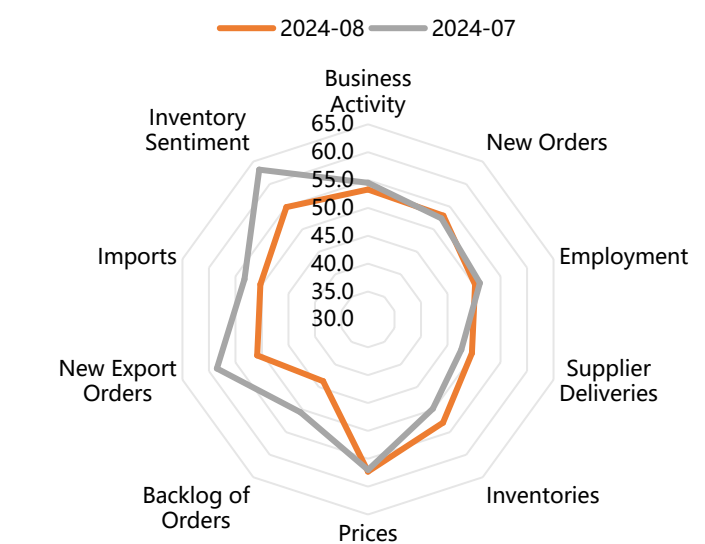 2024-08 2024-07
Business
Activity
New Orders
Employment
Supplier
Deliveries
Inventories
Prices
Backlog of
Orders
New Export
Orders
Imports
Inventory
Sentiment
65.0
60.0
55.0
50.0
45.0
40.0
35.0
30.0